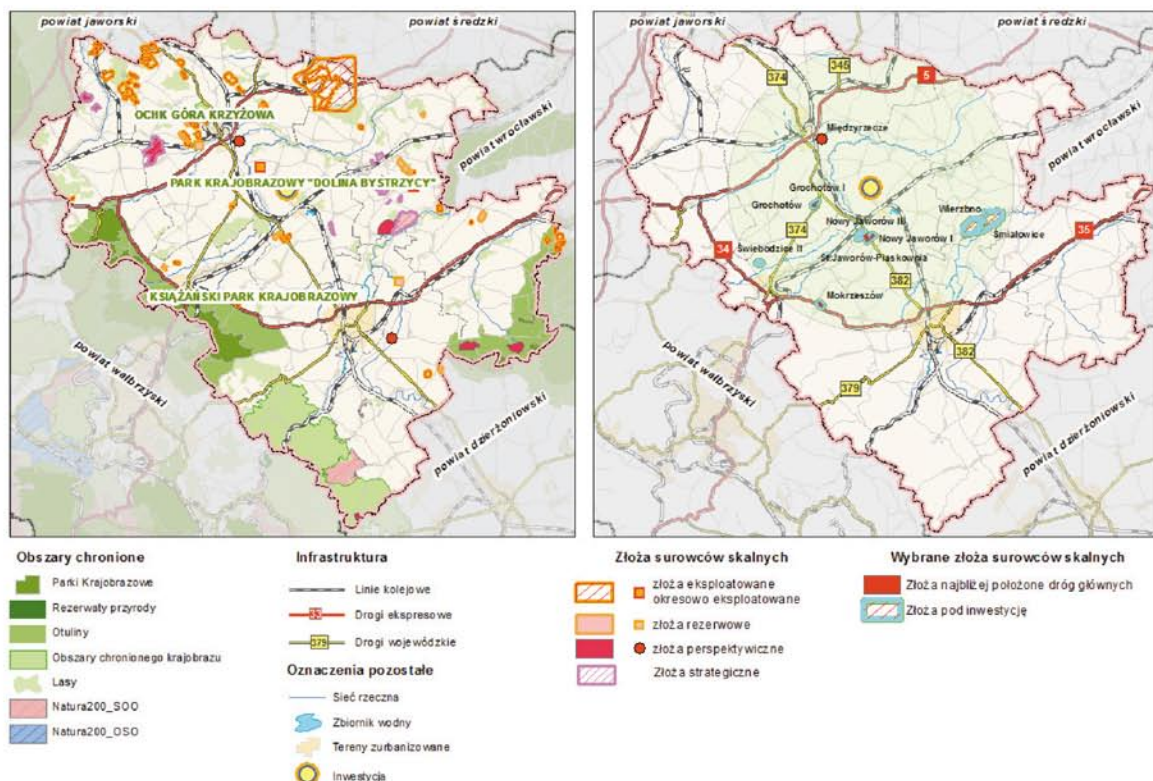 powiat jaworski
powiat średzki
powiat wrocławski
OCHK GÓRA KRZYŻOWA
PARK KRAJOBRAZOWY "DOLINA BYSTRZYCY"
KSIĄŻAŃSKI PARK KRAJOBRAZOWY
powiat wałbrzyski
powiat dzierżoniowski
powiat jaworski
powiat średzki
374
345
5
powiat wrocławski
Międzyrzecze
Grochotów I
Grochotów
Wierzbno
Nowy Jaworów III
374
Nowy Jaworów I
Śmiałowice
35
34
Świebodzice II
St.Jaworów-Piaskownia
382
Mokrzeszów
382
379
powiat wałbrzyski
powiat dzierżoniowski
Obszary chronione
Parki Krajobrazowe
Rezerwaty przyrody
Otuliny
Obszary chronionego krajobrazu
Lasy
Natura200_SOO
Natura200_OSO
Infrastruktura
Linie kolejowe
33
Drogi ekspresowe
379
Drogi wojewódzkie
Oznaczenia pozostałe
Sieć rzeczna
Zbiornik wodny
Tereny zurbanizowane
Inwestycja
Złoża surowców skalnych
złoża eksploatowane
okresowo eksploatowane
złoża rezerwowe
złoża perspektywiczne
Złoża strategiczne
Wybrane złoża surowców skalnych
Złoża najbliżej położone dróg głównych
Złoża pod inwestycję